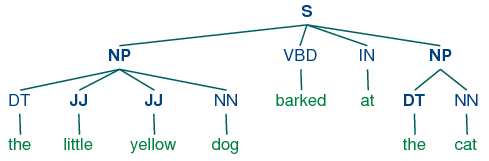 S
NP VBD IN NP
DT JJ JJ NN barked at DT NN
the little yellow dog the cat